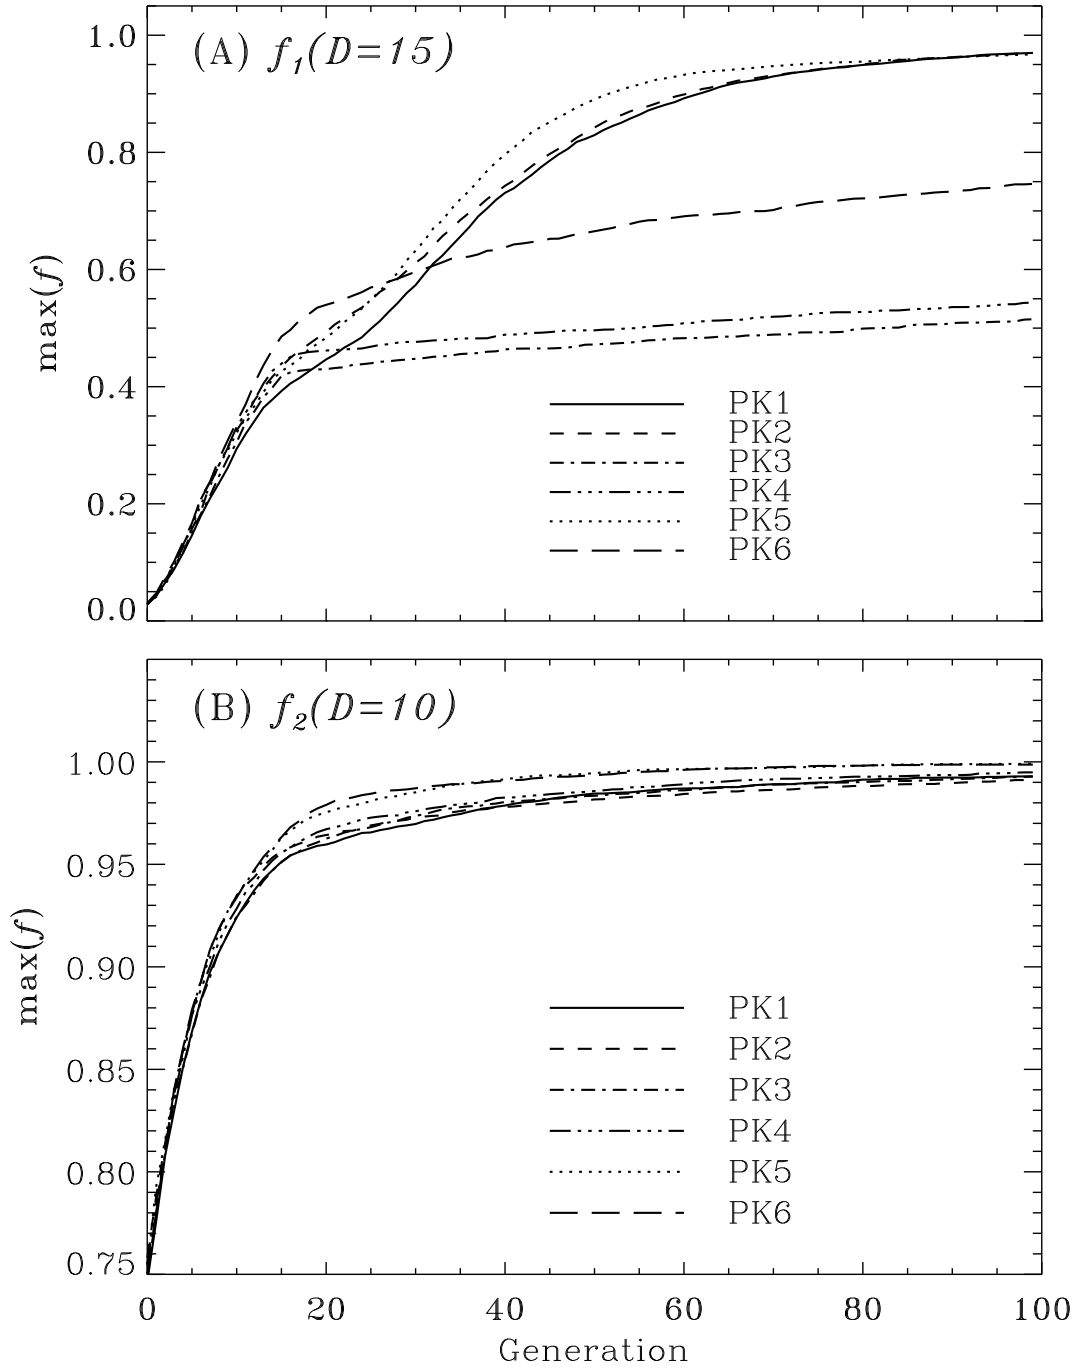 (A) f1(D=15)
1.0
0.8
0.6
0.4
0.2
0.0
max(f)
PK1
PK2
PK3
PK4
PK5
PK6
(B) f2(D=10)
1.00
0.95
0.90
0.85
0.80
0.75
max(f)
PK1
PK2
PK3
PK4
PK5
PK6
0 20 40 60 80 100
Generation